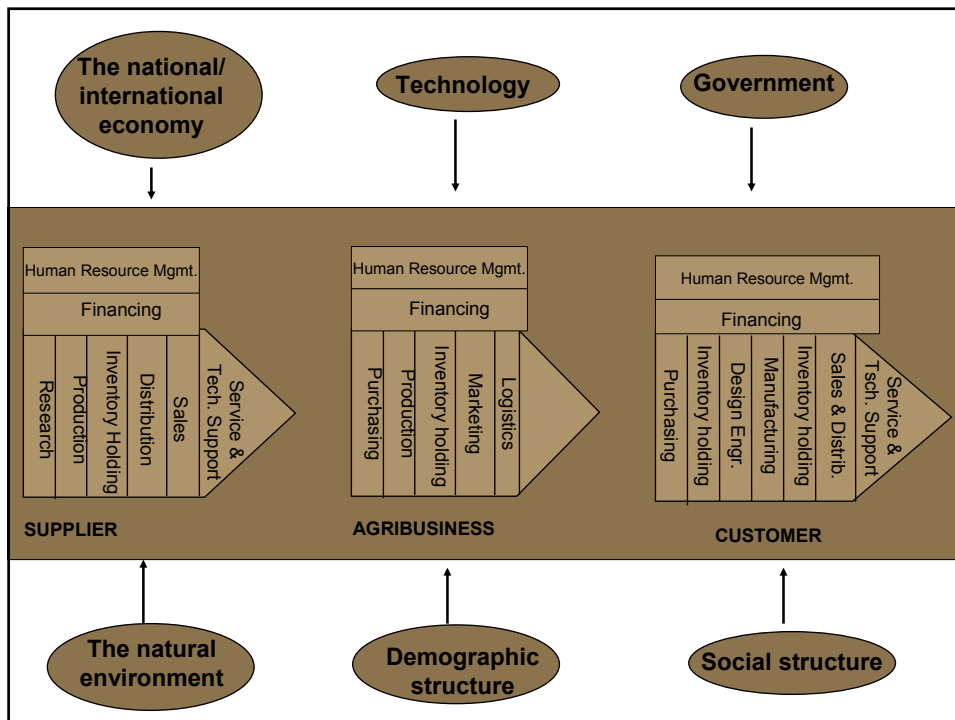 The national/
international
economy
Technology
Government
Human Resource Mgmt.
Financing
Research
Production
Inventory Holding
Distribution
Sales
Service &
Tech. Support
SUPPLIER
Human Resource Mgmt.
Financing
Purchasing
Production
Inventory holding
Marketing
Logistics
AGRIBUSINESS
Human Resource Mgmt.
Financing
Purchasing
Inventory holding
Design Engr.
Manufacturing
Inventory holding
Sales & Distrib.
Service &
Tsch. Support
CUSTOMER
The natural
environment
Demographic
structure
Social structure